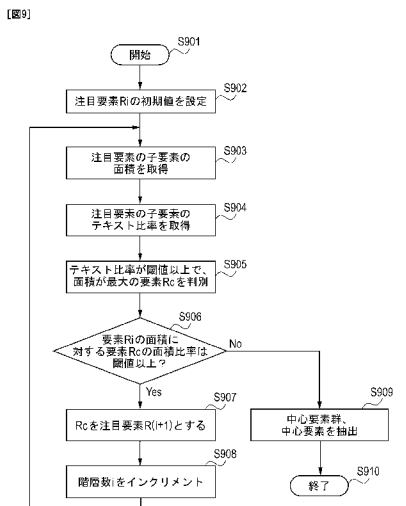 [図9]
S901
開始
S902
注目要素Riの初期値を設定
S903
注目要素の子要素の
面積を取得
S904
注目要素の子要素の
テキスト比率を取得
S905
テキスト比率が閾値以上で、
面積が最大の要素Rcを判別
S906
要素Riの面積に
対する要素Rcの面積比率は
閾値以上?
No
Yes
S907
Rcを注目要素R(i+1)とする
S908
階層数iをインクリメント
S909
中心要素群、
中心要素を抽出
S910
終了